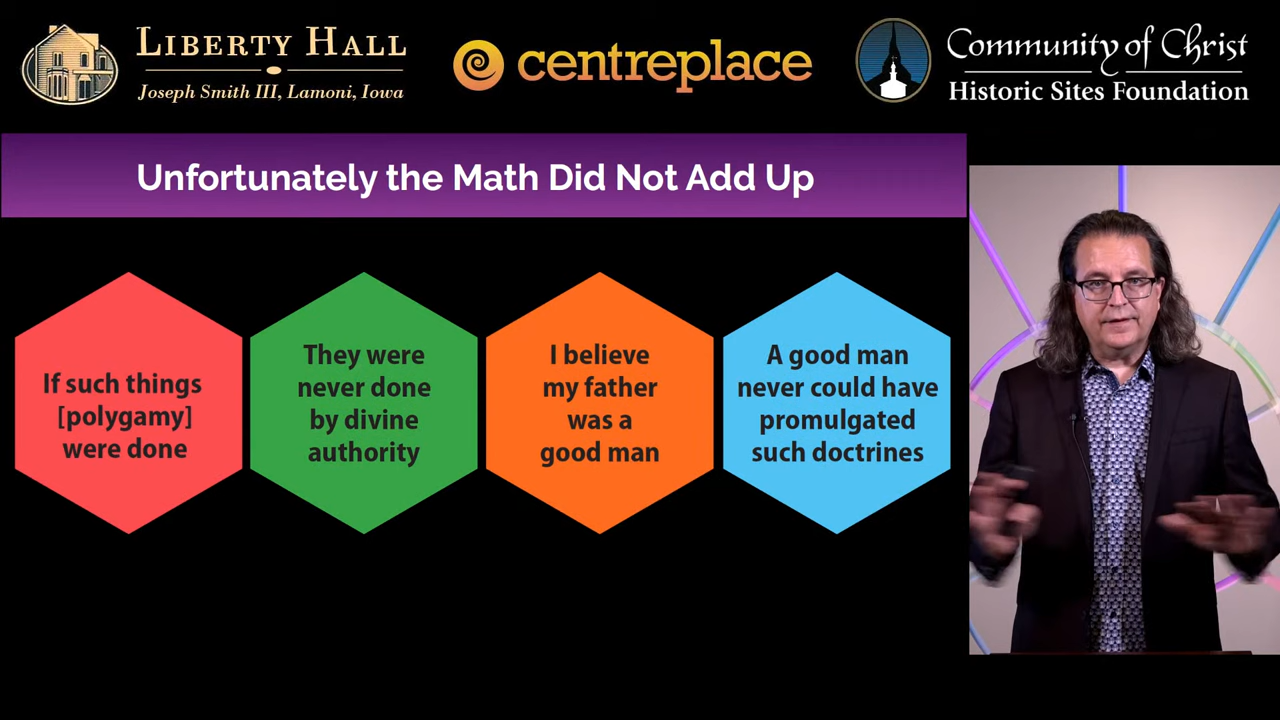 LIBERTY HALL
Joseph Smith III, Lamoni, Iowa
centreplace
Community of Christ
Historic Sites Foundation
Unfortunately the Math Did Not Add Up
If such things
[polygamy]
were done
They were
never done
by divine
authority
I believe
my father
was a
good man
A good man
never could have
promulgated
such doctrines